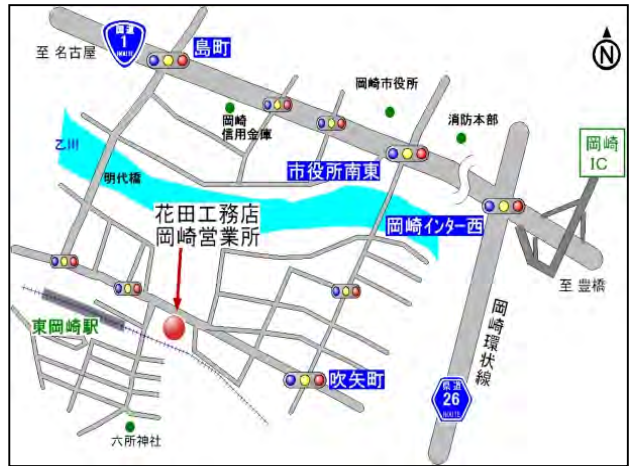 国道
1
ROUTE
島町
至 名古屋
N
岡崎市役所
岡崎
信用金庫
消防本部
岡崎
IC
乙川
明代橋
市役所南東
花田工務店
岡崎営業所
岡崎インター西
至 豊橋
東岡崎駅
岡崎環状線
吹矢町
県道
26
ROUTE
六所神社